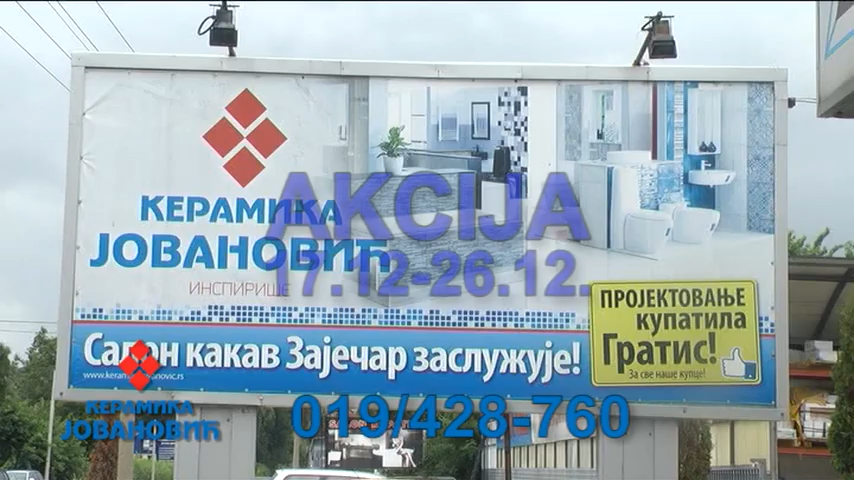 КЕРАМИКА
ЈОВАНОВИЋ
ИНСПИРИШЕ
AKCIJA
17.12-26.12.
ПРОЈЕКТОВАЊЕ
КУПАТИЛА
Гратис!
За све наше купце!
Салон какав Зајечар заслужује!
КЕРАМИКА
ЈОВАНОВИЋ
019/428-760